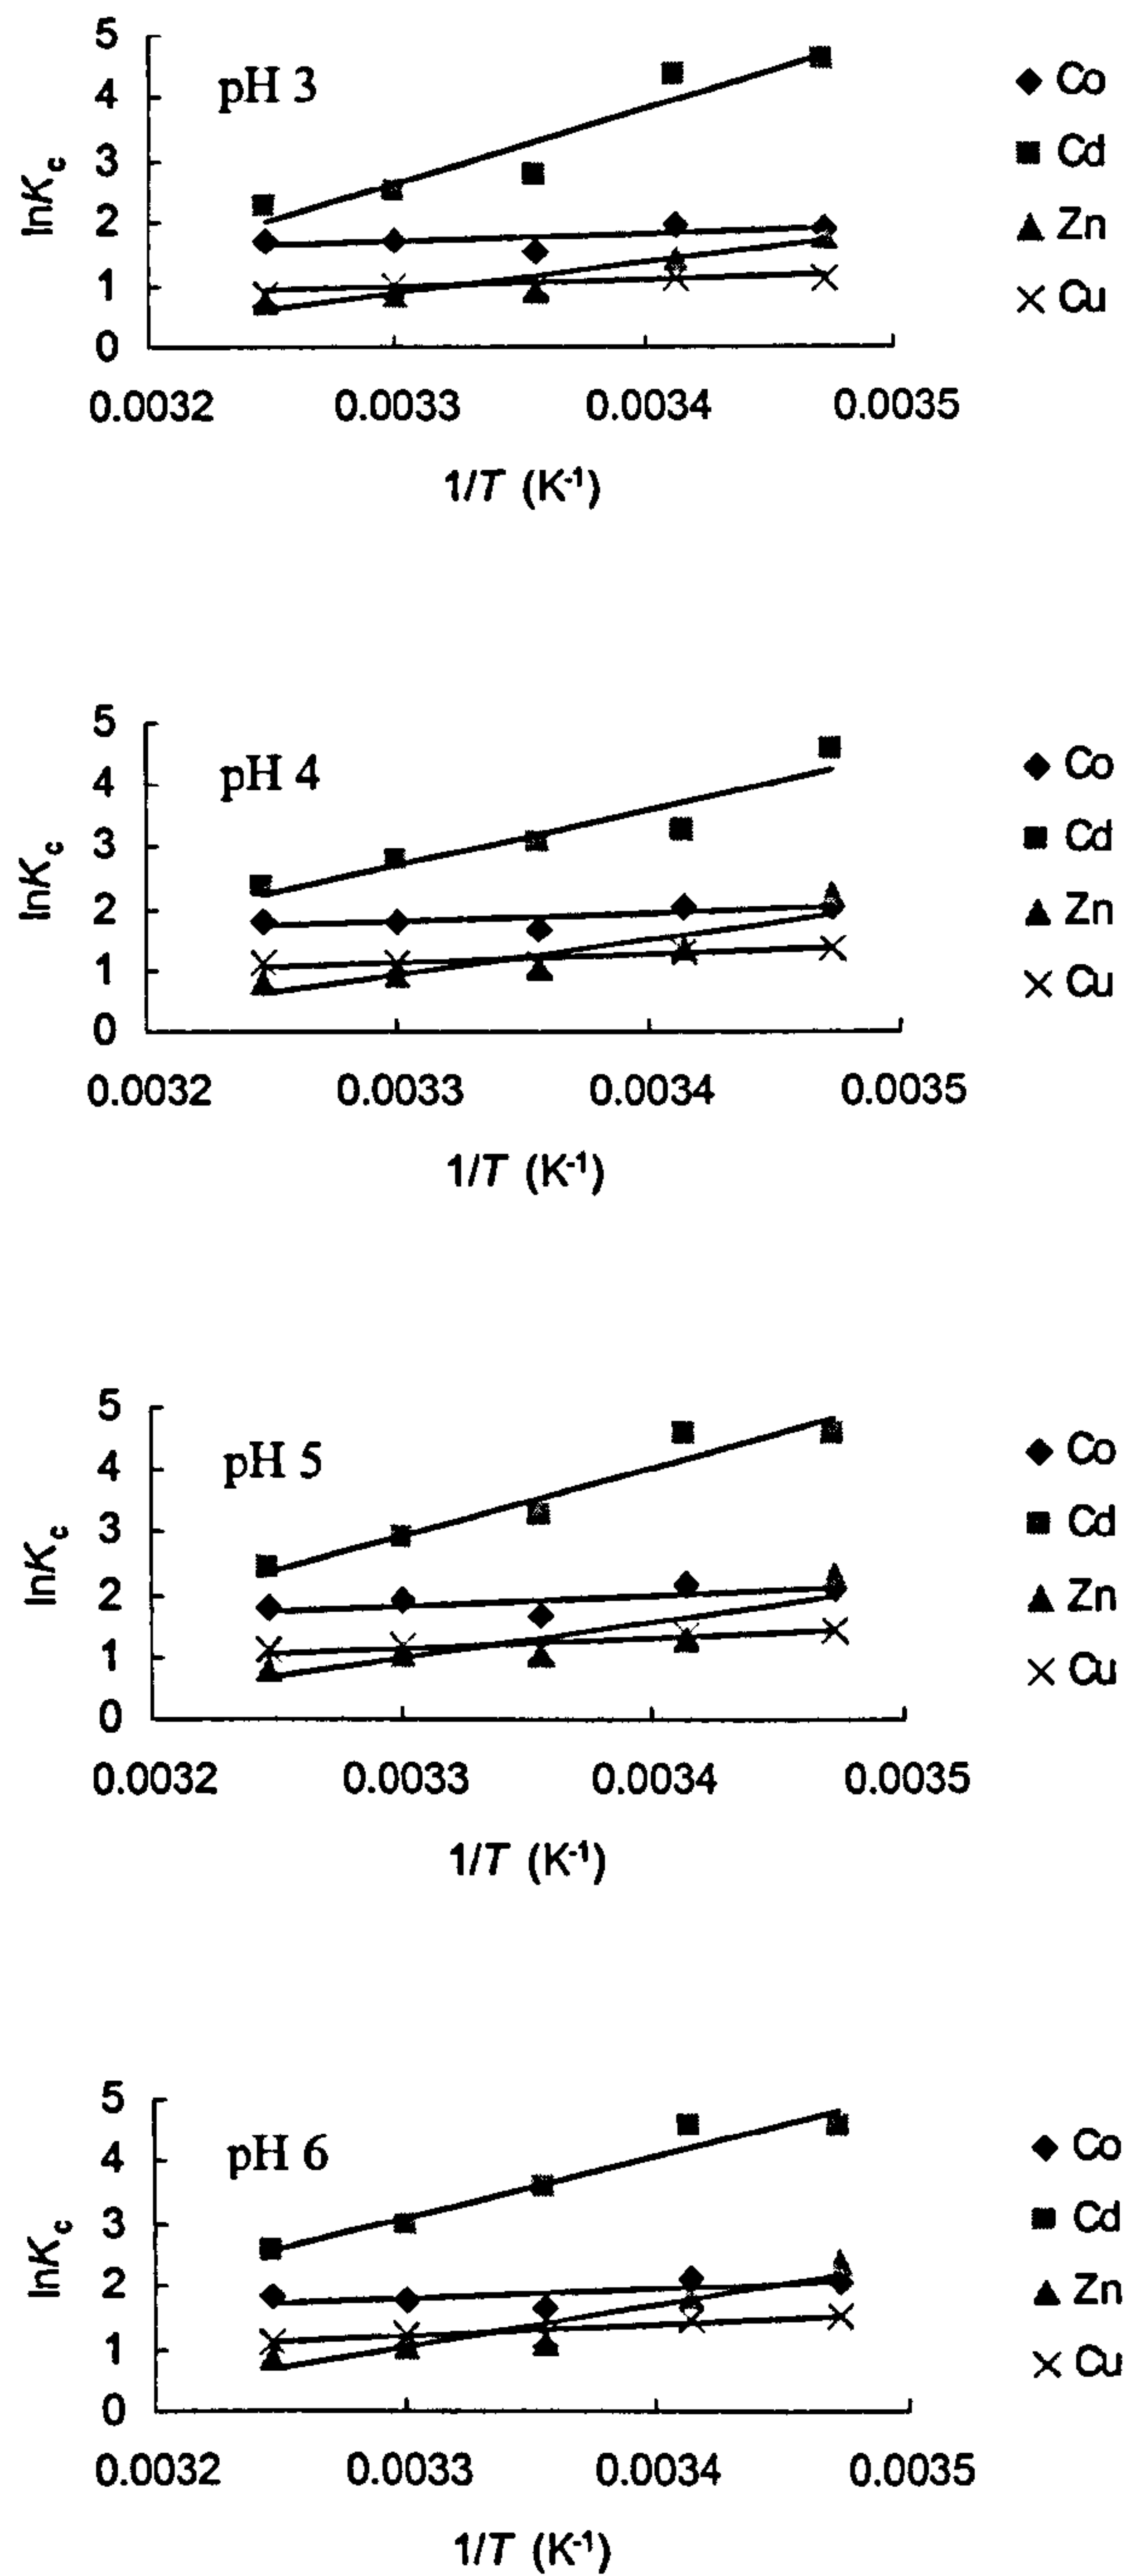 5
4
3
2
1
0
lnKc
pH 3
Co
Cd
Zn
Cu
0.0032 0.0033 0.0034 0.0035
1/T (K-1)
5
4
3
2
1
0
lnKc
pH 4
Co
Cd
Zn
Cu
0.0032 0.0033 0.0034 0.0035
1/T (K-1)
5
4
3
2
1
0
lnKc
pH 5
Co
Cd
Zn
Cu
0.0032 0.0033 0.0034 0.0035
1/T (K-1)
5
4
3
2
1
0
lnKc
pH 6
Co
Cd
Zn
Cu
0.0032 0.0033 0.0034 0.0035
1/T (K-1)